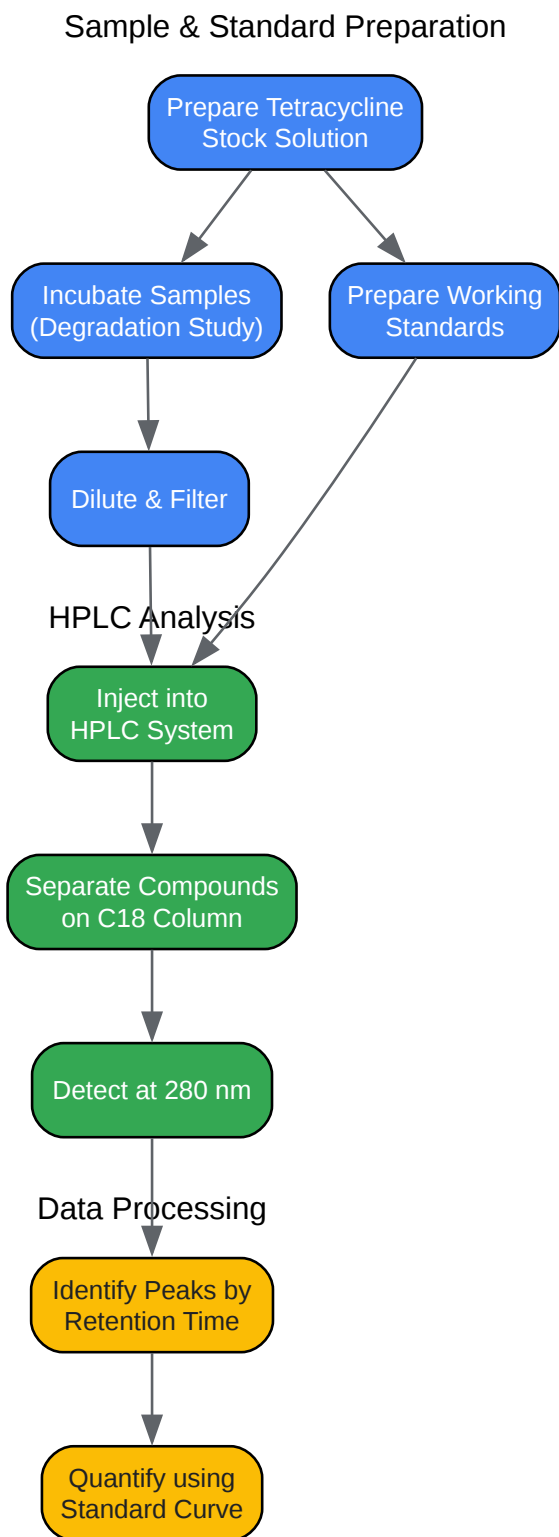 Sample & Standard Preparation
Prepare Tetracycline
Stock Solution
Incubate Samples
(Degradation Study)
Prepare Working
Standards
Dilute & Filter
HPLC Analysis
Inject into
HPLC System
Separate Compounds
on C18 Column
Detect at 280 nm
Data Processing
Identify Peaks by
Retention Time
Quantify using
Standard Curve